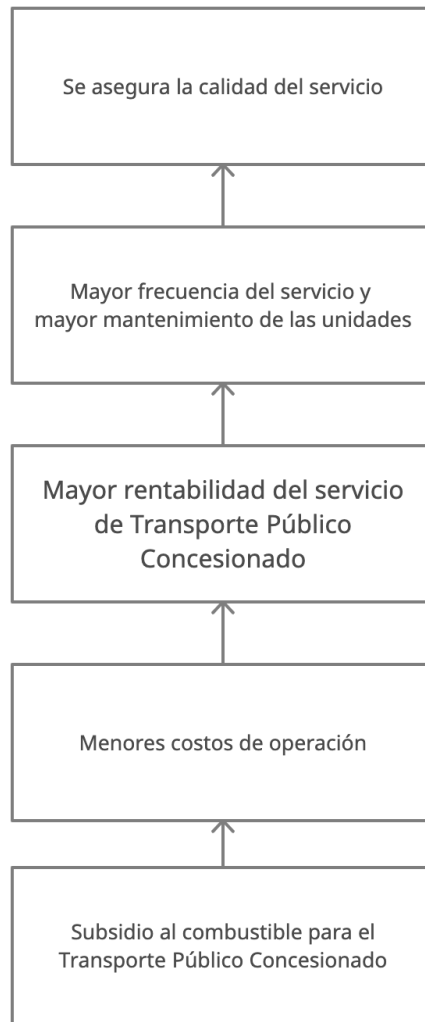 Se asegura la calidad del servicio
Mayor frecuencia del servicio y
mayor mantenimiento de las unidades
Mayor rentabilidad del servicio
de Transporte Público
Concesionado
Menores costos de operación
Subsidio al combustible para el
Transporte Público Concesionado